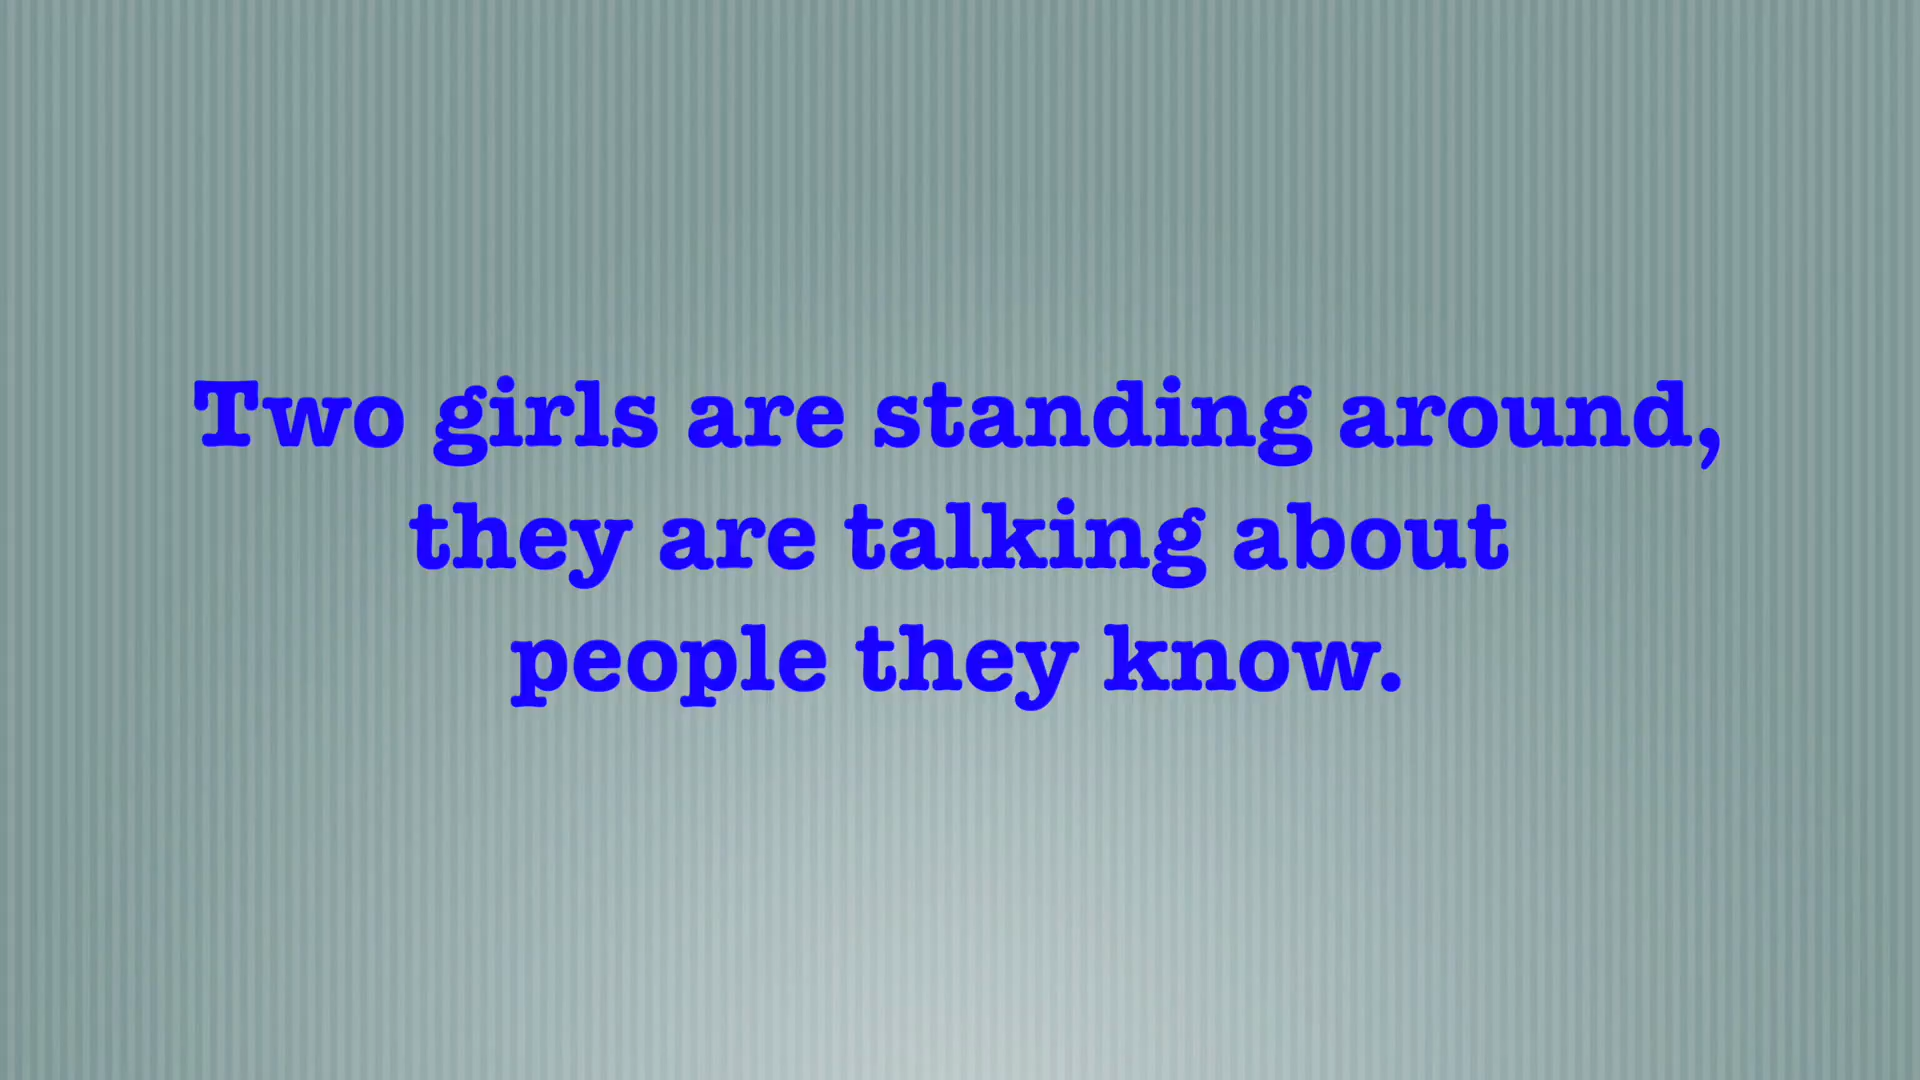 Two girls are standing around,
they are talking about
people they know.